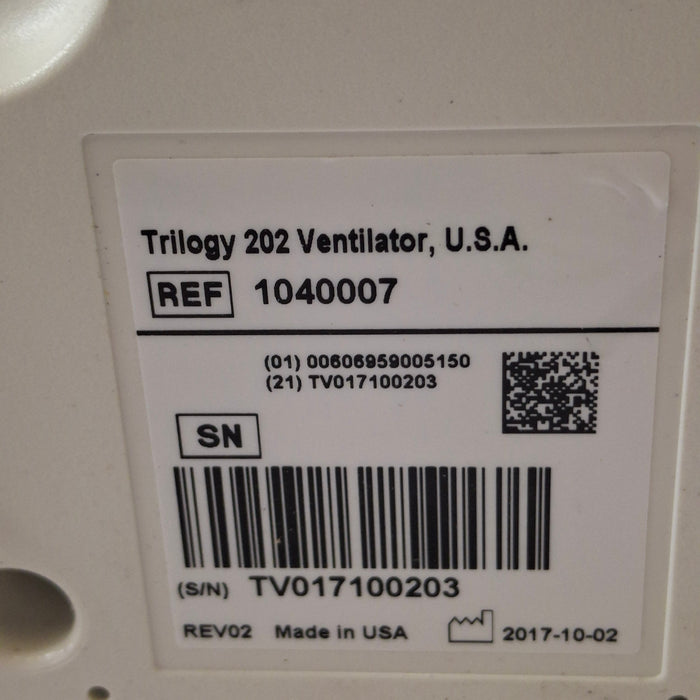 Trilogy 202 Ventilator, U.S.A.
REF 1040007
(01) 00606959005150
(21) TV017100203
SN
(S/N) TV017100203
REV02 Made in USA 2017-10-02